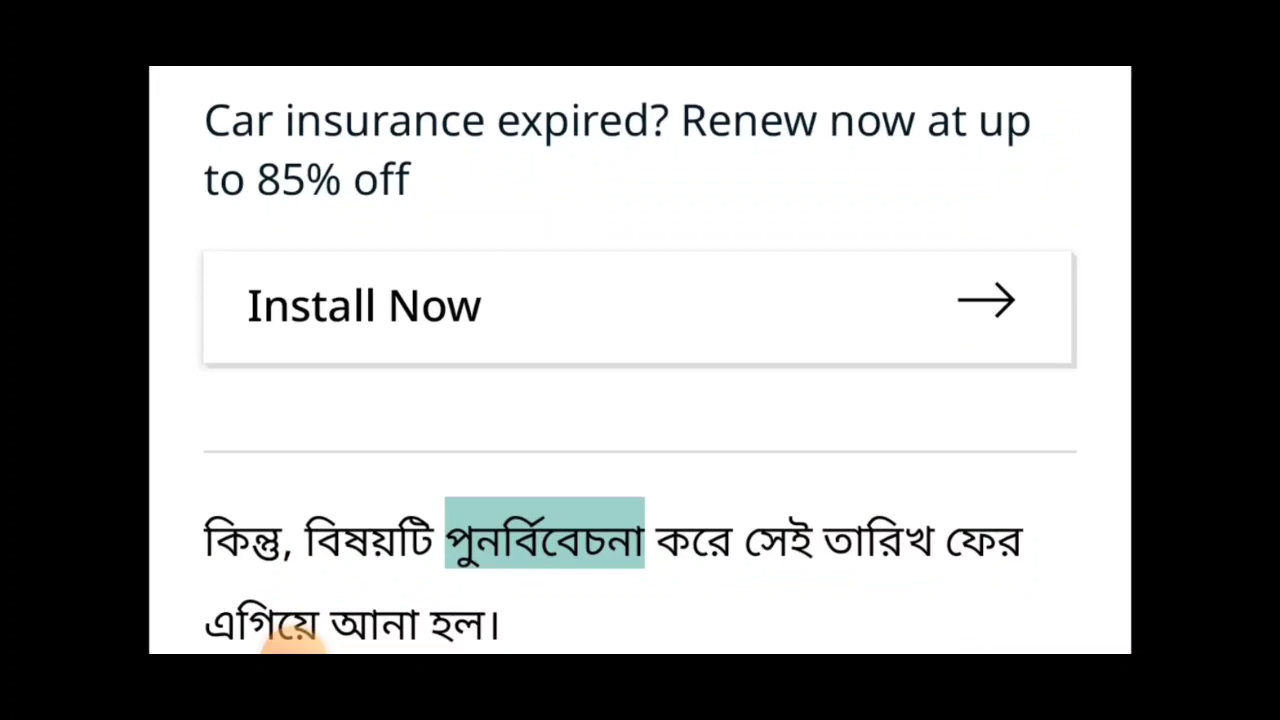 Car insurance expired? Renew now at up
to 85% off
Install Now
কিন্তু, বিষয়টি পুনর্বিবেচনা করে সেই তারিখ ফের
এগিয়ে আনা হল।